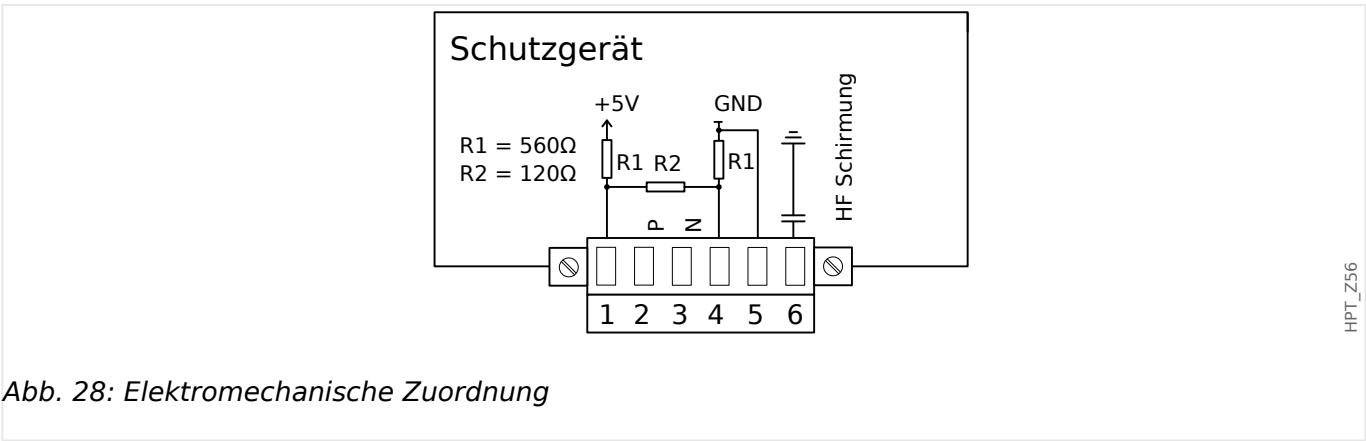 Schutzgerät
+5V
GND
HF Schirmung
R1 = 560Ω
R2 = 120Ω
R1
R2
R1
P
N
1 2 3 4 5 6
HPT_Z56
Abb. 28: Elektromechanische Zuordnung